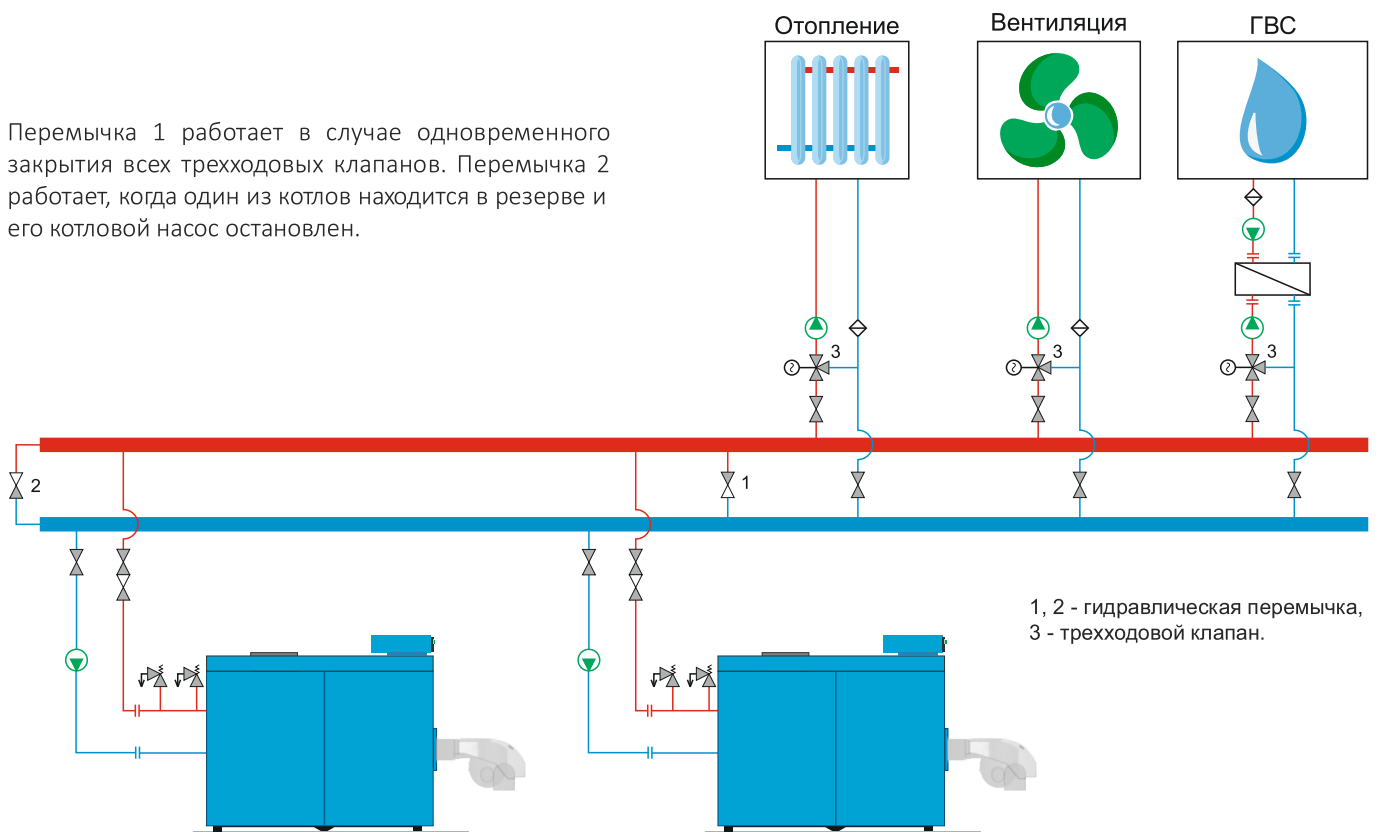 Отопление
Вентиляция
ГВС
Перемычка 1 работает в случае одновременного
закрытия всех трехходовых клапанов. Перемычка 2
работает, когда один из котлов находится в резерве и
его котловой насос остановлен.
3
3
3
2
1
1, 2 - гидравлическая перемычка,
3 - трехходовой клапан.